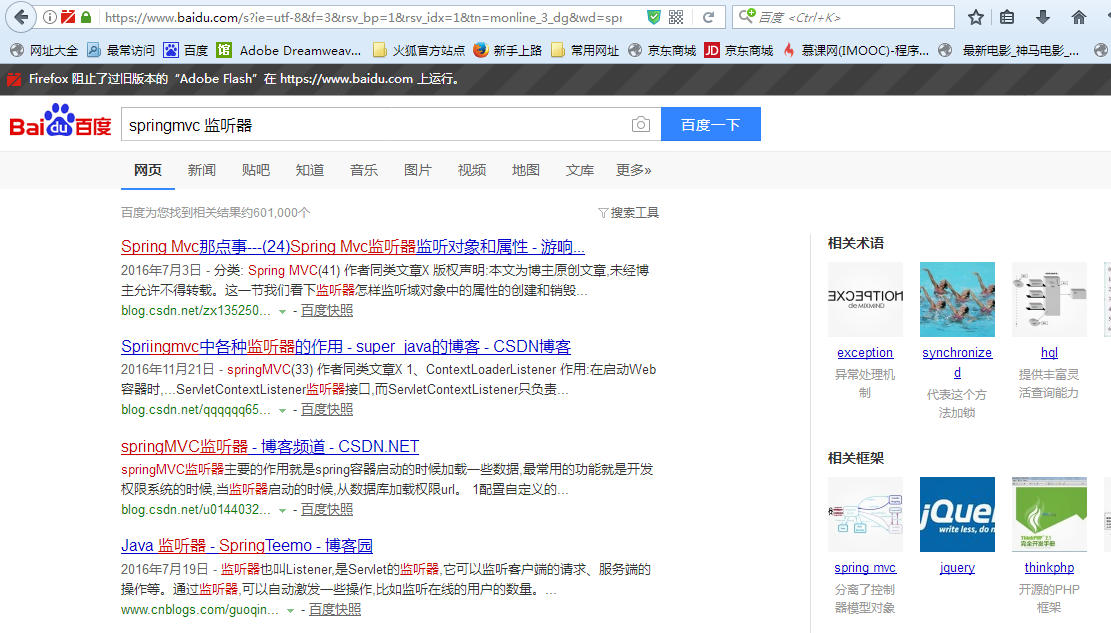 https://www.baidu.com/s?ie=utf-8&f=3&rsv_bp=1&rsv_idx=1&tn=monline_3_dg&wd=spr
百度 <Ctrl+K>
网址大全 最常访问 百度 Adobe Dreamweav... 火狐官方站点 新手上路 常用网址 京东商城 JD 京东商城 慕课网(IMOOC)-程序... 最新电影_神马电影_...
Firefox 阻止了过旧版本的“Adobe Flash”在 https://www.baidu.com 上运行。
Bai du 百度 springmvc 监听器 百度一下
网页 新闻 贴吧 知道 音乐 图片 视频 地图 文库 更多»
百度为您找到相关结果约601,000个 搜索工具
Spring Mvc那点事---(24)Spring Mvc监听器监听对象和属性 - 游响...
2016年7月3日 - 分类: Spring MVC(41) 作者同类文章X 版权声明:本文为博主原创文章,未经博
主允许不得转载。这一节我们看下监听器怎样监听域对象中的属性的创建和销毁...
blog.csdn.net/zx135250... - 百度快照
Spriingmvc中各种监听器的作用 - super_java的博客 - CSDN博客
2016年11月21日 - springMVC(33) 作者同类文章X 1、ContextLoaderListener 作用:在启动Web
容器时,...ServletContextListener监听器接口,而ServletContextListener只负责...
blog.csdn.net/qqqqqq65... - 百度快照
springMVC监听器 - 博客频道 - CSDN.NET
springMVC监听器主要的作用就是spring容器启动的时候加载一些数据,最常用的功能就是开发
权限系统的时候,当监听器启动的时候,从数据库加载权限url。 1配置自定义的...
blog.csdn.net/u0144032... - 百度快照
Java 监听器 - SpringTeemo - 博客园
2016年7月19日 - 监听器也叫Listener,是Servlet的监听器,它可以监听客户端的请求、服务端的
操作等。通过监听器,可以自动激发一些操作,比如监听在线的用户的数量。...
www.cnblogs.com/guoqin... - 百度快照
相关术语
exception
异常处理机
制
synchronize
d
代表这个方
法加锁
hql
提供丰富灵
活查询能力
相关框架
jQuer
write less, do n
spring mvc
分离了控制
器模型对象
jquery
thinkphp
开源的PHP
框架